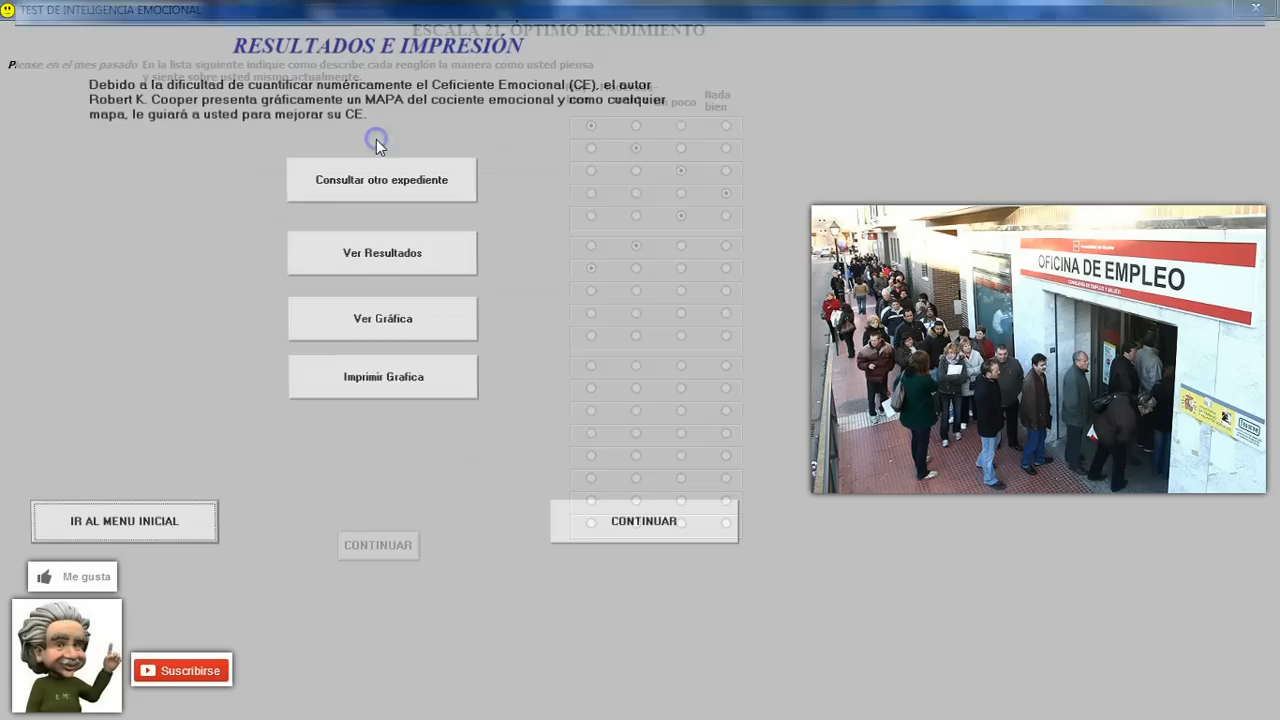 TEST DE INTELIGENCIA EMOCIONAL
ESCALA 21. ÓPTIMO RENDIMIENTO
RESULTADOS E IMPRESIÓN
Piense en el mes pasado En la lista siguiente indique como describe cada renglón la manera como usted piensa
y siente sobre usted mismo actualmente.
Debido a la dificultad de cuantificar numéricamente el Ceficiente Emocional (CE), el autor
Robert K. Cooper presenta gráficamente un MAPA del cociente emocional y como cualquier
mapa, le guiará a usted para mejorar su CE.
poco
Nada
bien
Consultar otro expediente
Ver Resultados
Ver Gráfica
Imprimir Grafica
OFICINA DE EMPLEO
IR AL MENU INICIAL
CONTINUAR
CONTINUAR
Me gusta
Suscribirse